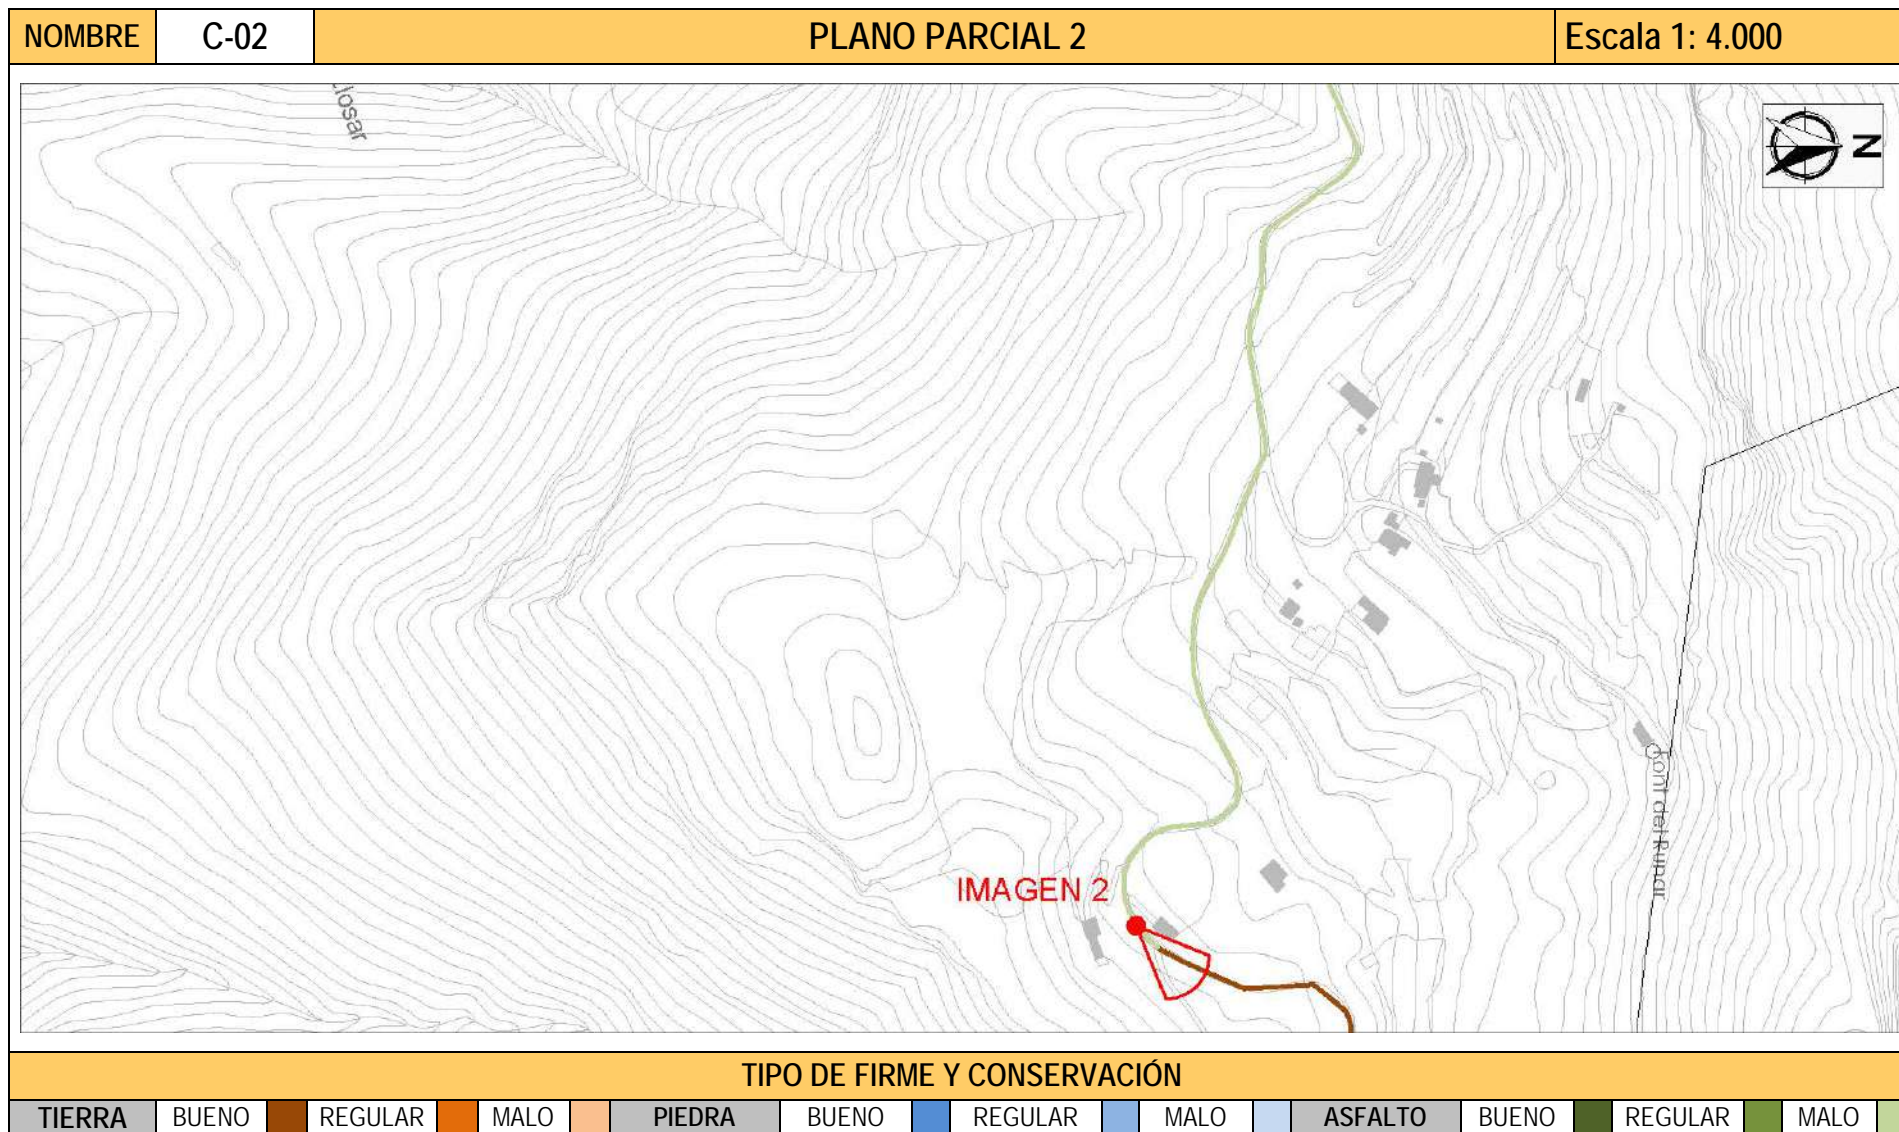 NOMBRE C-02 PLANO PARCIAL 2 Escala 1: 4.000
N
IMAGEN 2
TIPO DE FIRME Y CONSERVACIÓN
TIERRA BUENO REGULAR MALO PIEDRA BUENO REGULAR MALO ASFALTO BUENO REGULAR MALO